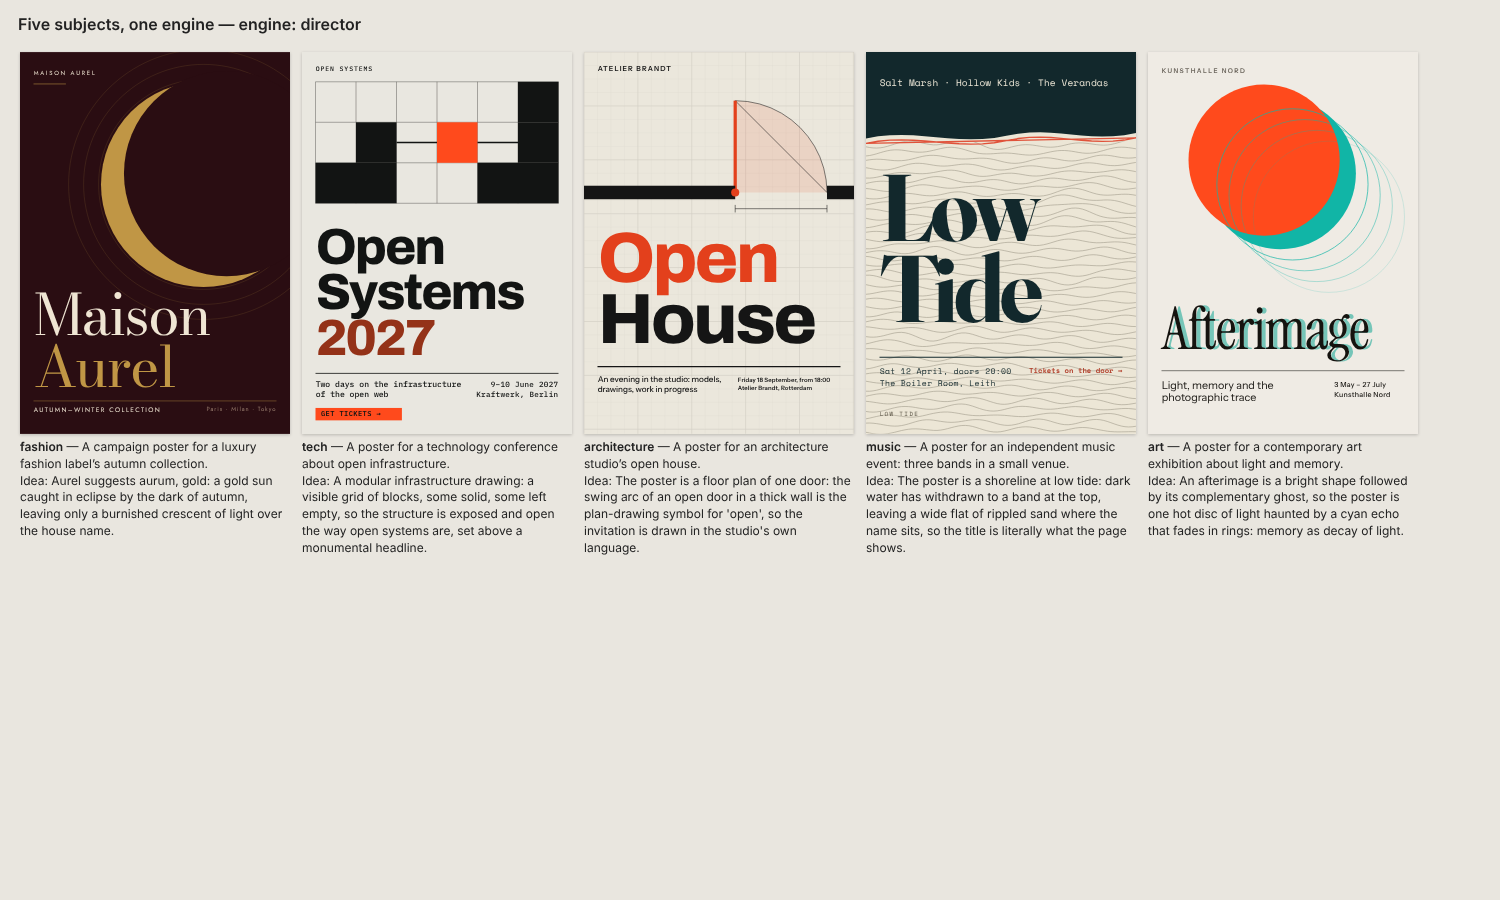 Five subjects, one engine — engine: director
MAISON AUREL
Maison
Aurel
AUTUMN–WINTER COLLECTION
Paris · Milan · Tokyo
OPEN SYSTEMS
Open
Systems
2027
Two days on the infrastructure
of the open web
9–10 June 2027
Kraftwerk, Berlin
GET TICKETS →
ATELIER BRANDT
Open
House
An evening in the studio: models,
drawings, work in progress
Friday 18 September, from 18:00
Atelier Brandt, Rotterdam
Salt Marsh · Hollow Kids · The Verandas
Low
Tide
Sat 12 April, doors 20:00
The Boiler Room, Leith
Tickets on the door →
LOW TIDE
KUNSTHALLE NORD
Afterimage
Light, memory and the
photographic trace
3 May – 27 July
Kunsthalle Nord
fashion — A campaign poster for a luxury
fashion label’s autumn collection.
Idea: Aurel suggests aurum, gold: a gold sun
caught in eclipse by the dark of autumn,
leaving only a burnished crescent of light over
the house name.
tech — A poster for a technology conference
about open infrastructure.
Idea: A modular infrastructure drawing: a
visible grid of blocks, some solid, some left
empty, so the structure is exposed and open
the way open systems are, set above a
monumental headline.
architecture — A poster for an architecture
studio’s open house.
Idea: The poster is a floor plan of one door: the
swing arc of an open door in a thick wall is the
plan-drawing symbol for 'open', so the
invitation is drawn in the studio's own
language.
music — A poster for an independent music
event: three bands in a small venue.
Idea: The poster is a shoreline at low tide: dark
water has withdrawn to a band at the top,
leaving a wide flat of rippled sand where the
name sits, so the title is literally what the page
shows.
art — A poster for a contemporary art
exhibition about light and memory.
Idea: An afterimage is a bright shape followed
by its complementary ghost, so the poster is
one hot disc of light haunted by a cyan echo
that fades in rings: memory as decay of light.